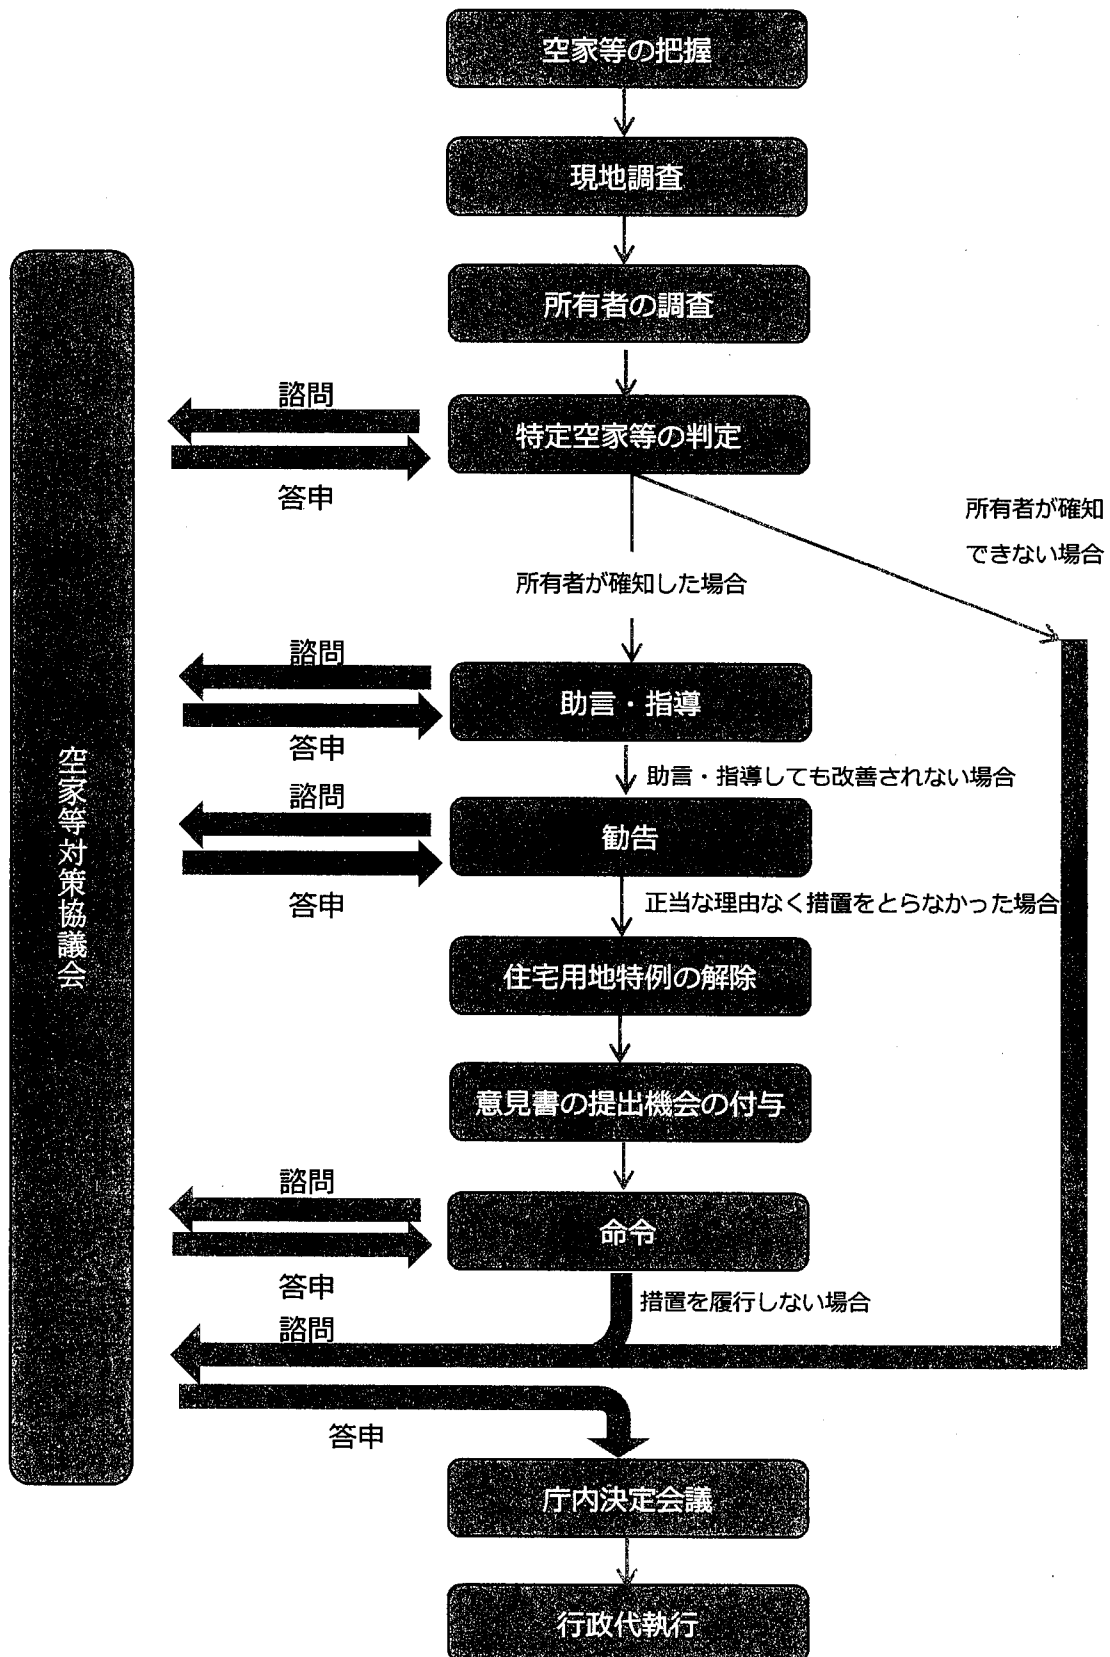 空家等の把握
現地調査
所有者の調査
諮問
特定空家等の判定
答申
所有者が確知
できない場合
所有者が確知した場合
諮問
助言・指導
答申
助言・指導しても改善されない場合
諮問
勧告
答申
正当な理由なく措置をとらなかった場合
空家等対策協議会
住宅用地特例の解除
意見書の提出機会の付与
諮問
命令
答申
措置を履行しない場合
諮問
答申
庁内決定会議
行政代執行